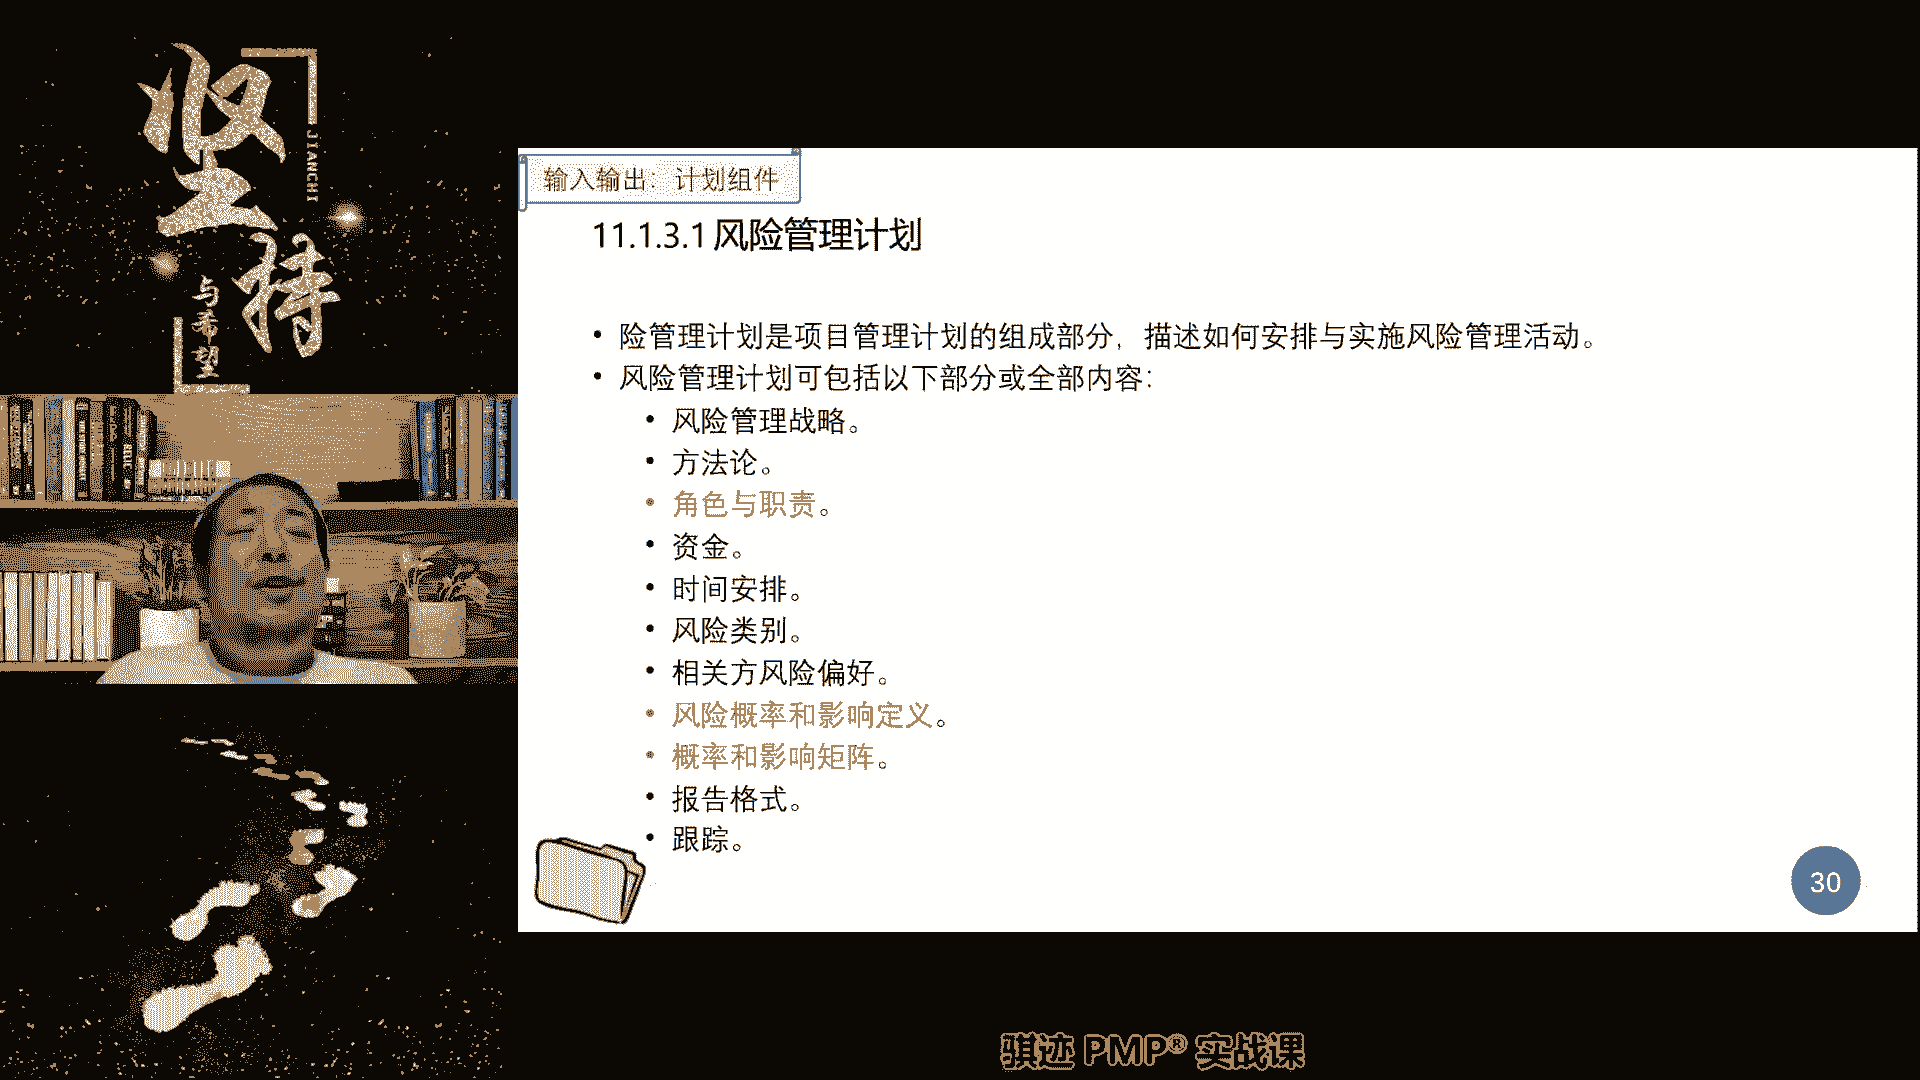 坚持
JIANCHI
与希望
输入输出：计划组件
11.1.3.1 风险管理计划
• 险管理计划是项目管理计划的组成部分，描述如何安排与实施风险管理活动。
• 风险管理计划可包括以下部分或全部内容：
• 风险管理战略。
• 方法论。
• 角色与职责。
• 资金。
• 时间安排。
• 风险类别。
• 相关方风险偏好。
• 风险概率和影响定义。
• 概率和影响矩阵。
• 报告格式。
• 跟踪。
30
骐迹 PMP® 实战课